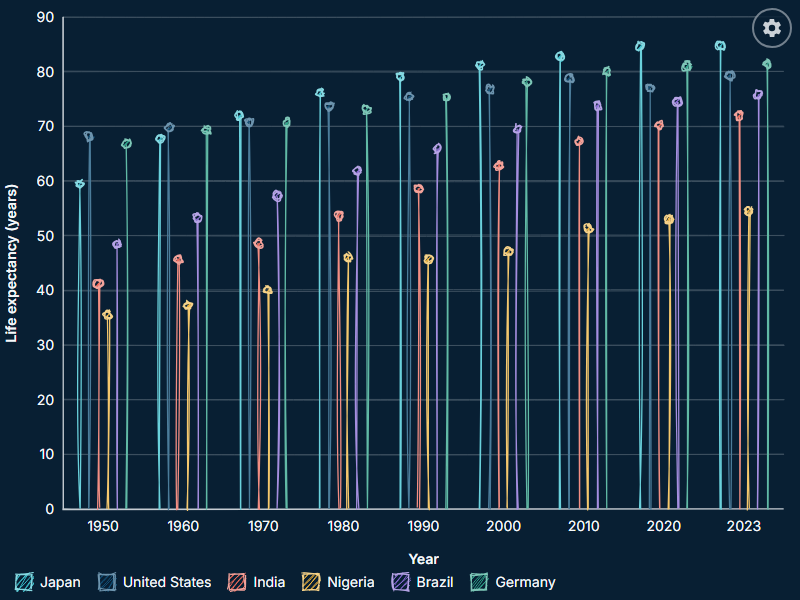 90
80
70
60
50
40
30
20
10
0
Life expectancy (years)
1950 1960 1970 1980 1990 2000 2010 2020 2023
Year
Japan United States India Nigeria Brazil Germany